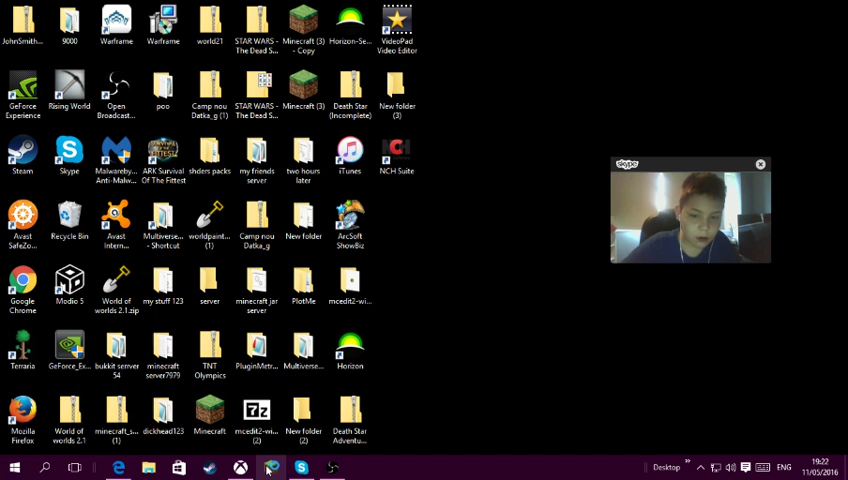 JohnSmith...
9000
Warframe
Warframe
world21
STAR WARS -
The Dead S...
Minecraft (3)
- Copy
Horizon-Se...
VideoPad
Video Editor
GeForce
Experience
Rising World
Open
Broadcast...
poo
Camp nou
Datka_g (1)
STAR WARS -
The Dead S...
Minecraft (3)
Death Star
(Incomplete)
New folder
(3)
Steam
Skype
Malwareby...
Anti-Malw...
ARK Survival
Of The Fittest
shders packs
my friends
server
two hours
later
iTunes
NCH Suite
Avast
SafeZo...
Recycle Bin
Avast
Intern...
Multiverse...
- Shortcut
worldpaint...
(1)
Camp nou
Datka_g
New folder
ArcSoft
ShowBiz
Google
Chrome
Modio 5
World of
worlds 2.1.zip
my stuff 123
server
minecraft jar
server
PlotMe
mcedit2-wi...
Terraria
GeForce_Ex...
bukkit serrver
54
minecraft
server7979
TNT
Olympics
PluginMetr...
Multiverse...
Horizon
Mozilla
Firefox
World of
worlds 2.1
minecraft_s...
(1)
dickhead123
Minecraft
7z
mcedit2-wi...
(2)
New folder
(2)
Death Star
Adventu...
skype
Desktop
19:22
11/05/2016